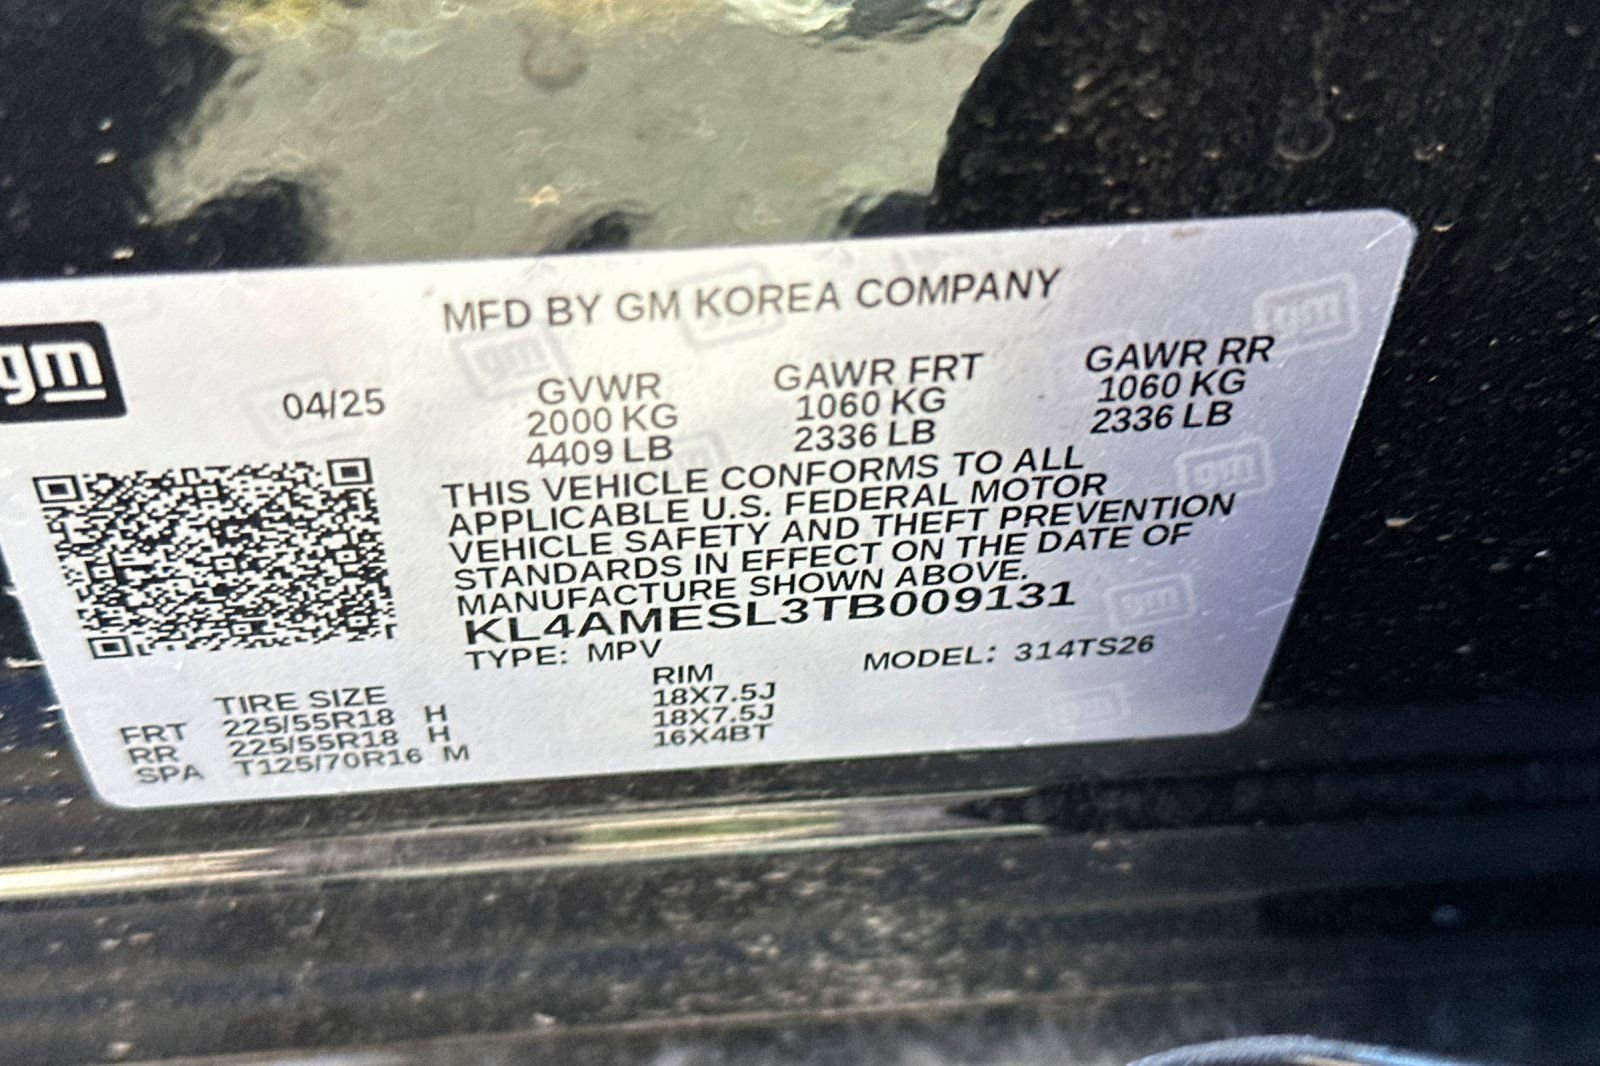 MFD BY GM KOREA COMPANY
gm
04/25
GVWR GAWR FRT GAWR RR
2000 KG 1060 KG 1060 KG
4409 LB 2336 LB 2336 LB
THIS VEHICLE CONFORMS TO ALL
APPLICABLE U.S. FEDERAL MOTOR
VEHICLE SAFETY AND THEFT PREVENTION
STANDARDS IN EFFECT ON THE DATE OF
MANUFACTURE SHOWN ABOVE.
KL4AMESL3TB009131
TYPE: MPV MODEL: 314TS26
TIRE SIZE RIM
FRT 225/55R18 H 18X7.5J
RR 225/55R18 H 18X7.5J
SPA T125/70R16 M 16X4BT